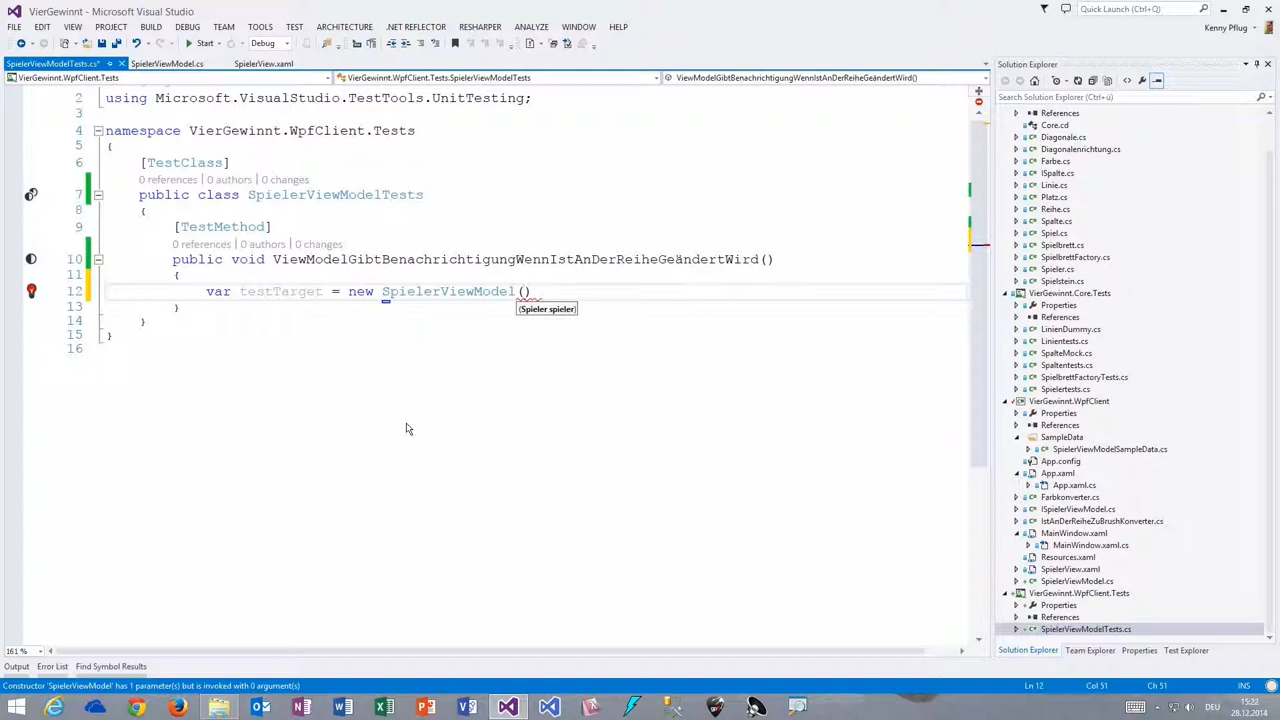 VierGewinnt - Microsoft Visual Studio
Quick Launch (Ctrl+Q)
FILE EDIT VIEW PROJECT BUILD DEBUG TEAM TOOLS TEST ARCHITECTURE .NET REFLECTOR RESHARPER ANALYZE WINDOW HELP
Kenny Pflug
Start Debug
SpielerViewModelTests.cs* SpielerViewModel.cs SpielerView.xaml
VierGewinnt.WpfClient.Tests VierGewinnt.WpfClient.Tests.SpielerViewModelTests ViewModelGibtBenachrichtigungWennIstAnDerReiheGeändertWird()
2 using Microsoft.VisualStudio.TestTools.UnitTesting;
3
4 namespace VierGewinnt.WpfClient.Tests
5 {
6 [TestClass]
0 references | 0 authors | 0 changes
7 public class SpielerViewModelTests
8 {
9 [TestMethod]
0 references | 0 authors | 0 changes
10 public void ViewModelGibtBenachrichtigungWennIstAnDerReiheGeändertWird()
11 {
12 var testTarget = new SpielerViewModel()
(Spieler spieler)
13 }
14 }
15 }
16
161 %
Output Error List Find Symbol Results
Solution Explorer
Search Solution Explorer (Ctrl+ü)
References
Core.cd
Diagonale.cs
Diagonalenrichtung.cs
Farbe.cs
ISpalte.cs
Linie.cs
Platz.cs
Reihe.cs
Spalte.cs
Spiel.cs
Spielbrett.cs
SpielbrettFactory.cs
Spieler.cs
Spielstein.cs
VierGewinnt.Core.Tests
Properties
References
LinienDummy.cs
Linientests.cs
SpalteMock.cs
Spaltentests.cs
SpielbrettFactoryTests.cs
Spielertests.cs
VierGewinnt.WpfClient
Properties
References
SampleData
SpielerViewModelSampleData.cs
App.config
App.xaml
App.xaml.cs
Farbkonverter.cs
ISpielerViewModel.cs
IstAnDerReiheZuBrushKonverter.cs
MainWindow.xaml
MainWindow.xaml.cs
Resources.xaml
SpielerView.xaml
SpielerViewModel.cs
VierGewinnt.WpfClient.Tests
Properties
References
SpielerViewModelTests.cs
Solution Explorer Team Explorer Properties Test Explorer
Constructor 'SpielerViewModel' has 1 parameter(s) but is invoked with 0 argument(s)
Ln 12 Col 51 Ch 51 INS
DEU
15:22
28.12.2014